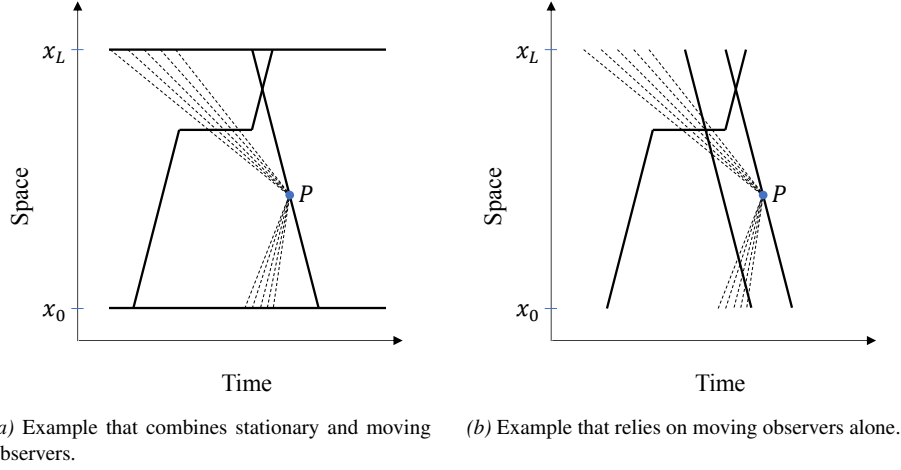 x_L
P
x_0
Space
Time
x_L
P
x_0
Space
Time
a) Example that combines stationary and moving
bservers.
(b) Example that relies on moving observers alone.